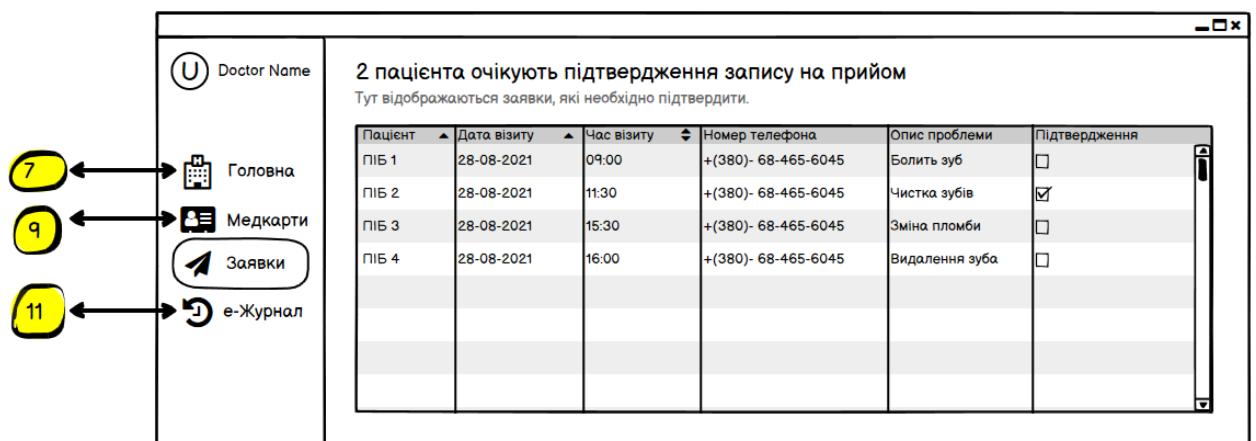 U Doctor Name
7 Головна
9 Медкарти
Заявки
11 е-Журнал
2 пацієнта очікують підтвердження запису на прийом
Тут відображаються заявки, які необхідно підтвердити.
Пацієнт Дата візиту Час візиту Номер телефона Опис проблеми Підтвердження
ПІБ 1 28-08-2021 09:00 +(380)- 68-465-6045 Болить зуб
ПІБ 2 28-08-2021 11:30 +(380)- 68-465-6045 Чистка зубів
ПІБ 3 28-08-2021 15:30 +(380)- 68-465-6045 Зміна пломби
ПІБ 4 28-08-2021 16:00 +(380)- 68-465-6045 Видалення зуба